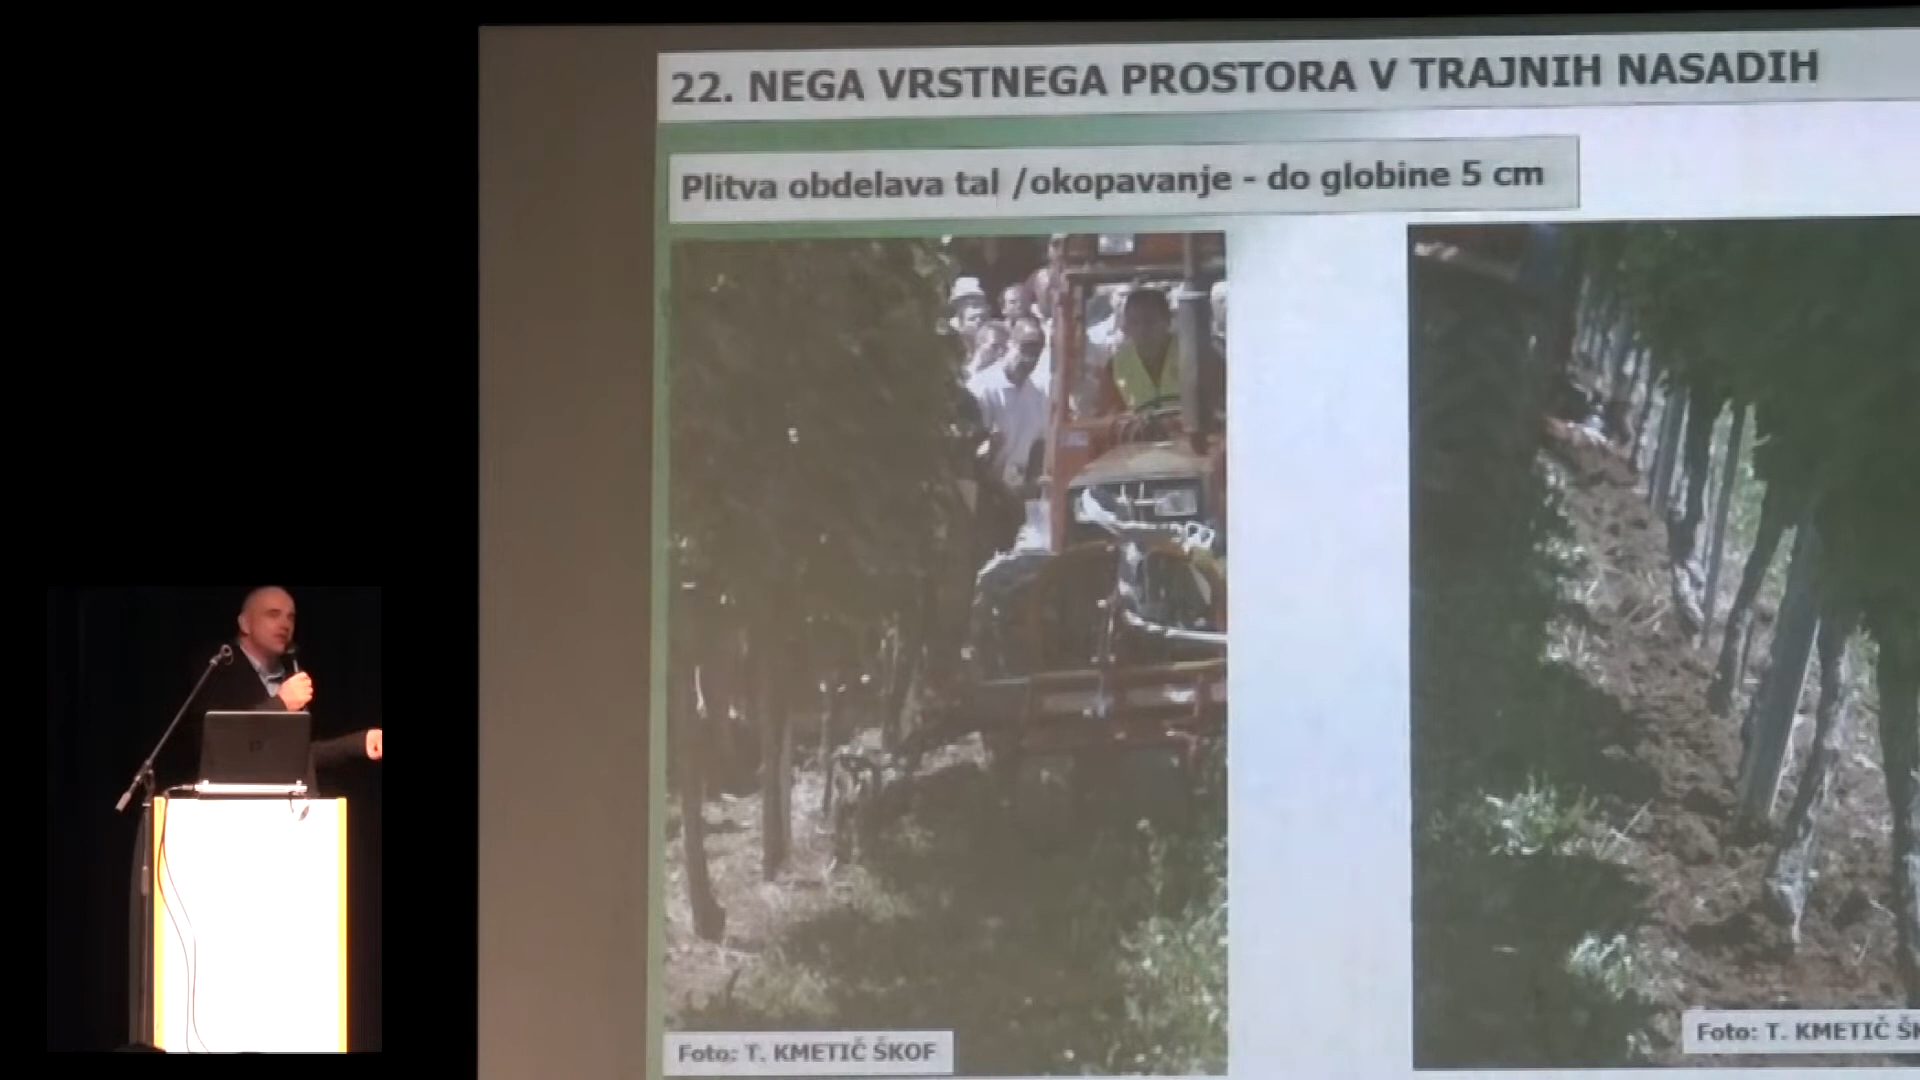 22. NEGA VRSTNEGA PROSTORA V TRAJNIH NASADIH
Plitva obdelava tal /okopavanje - do globine 5 cm
Foto: T. KMETIČ ŠKOF
Foto: T. KMETIČ